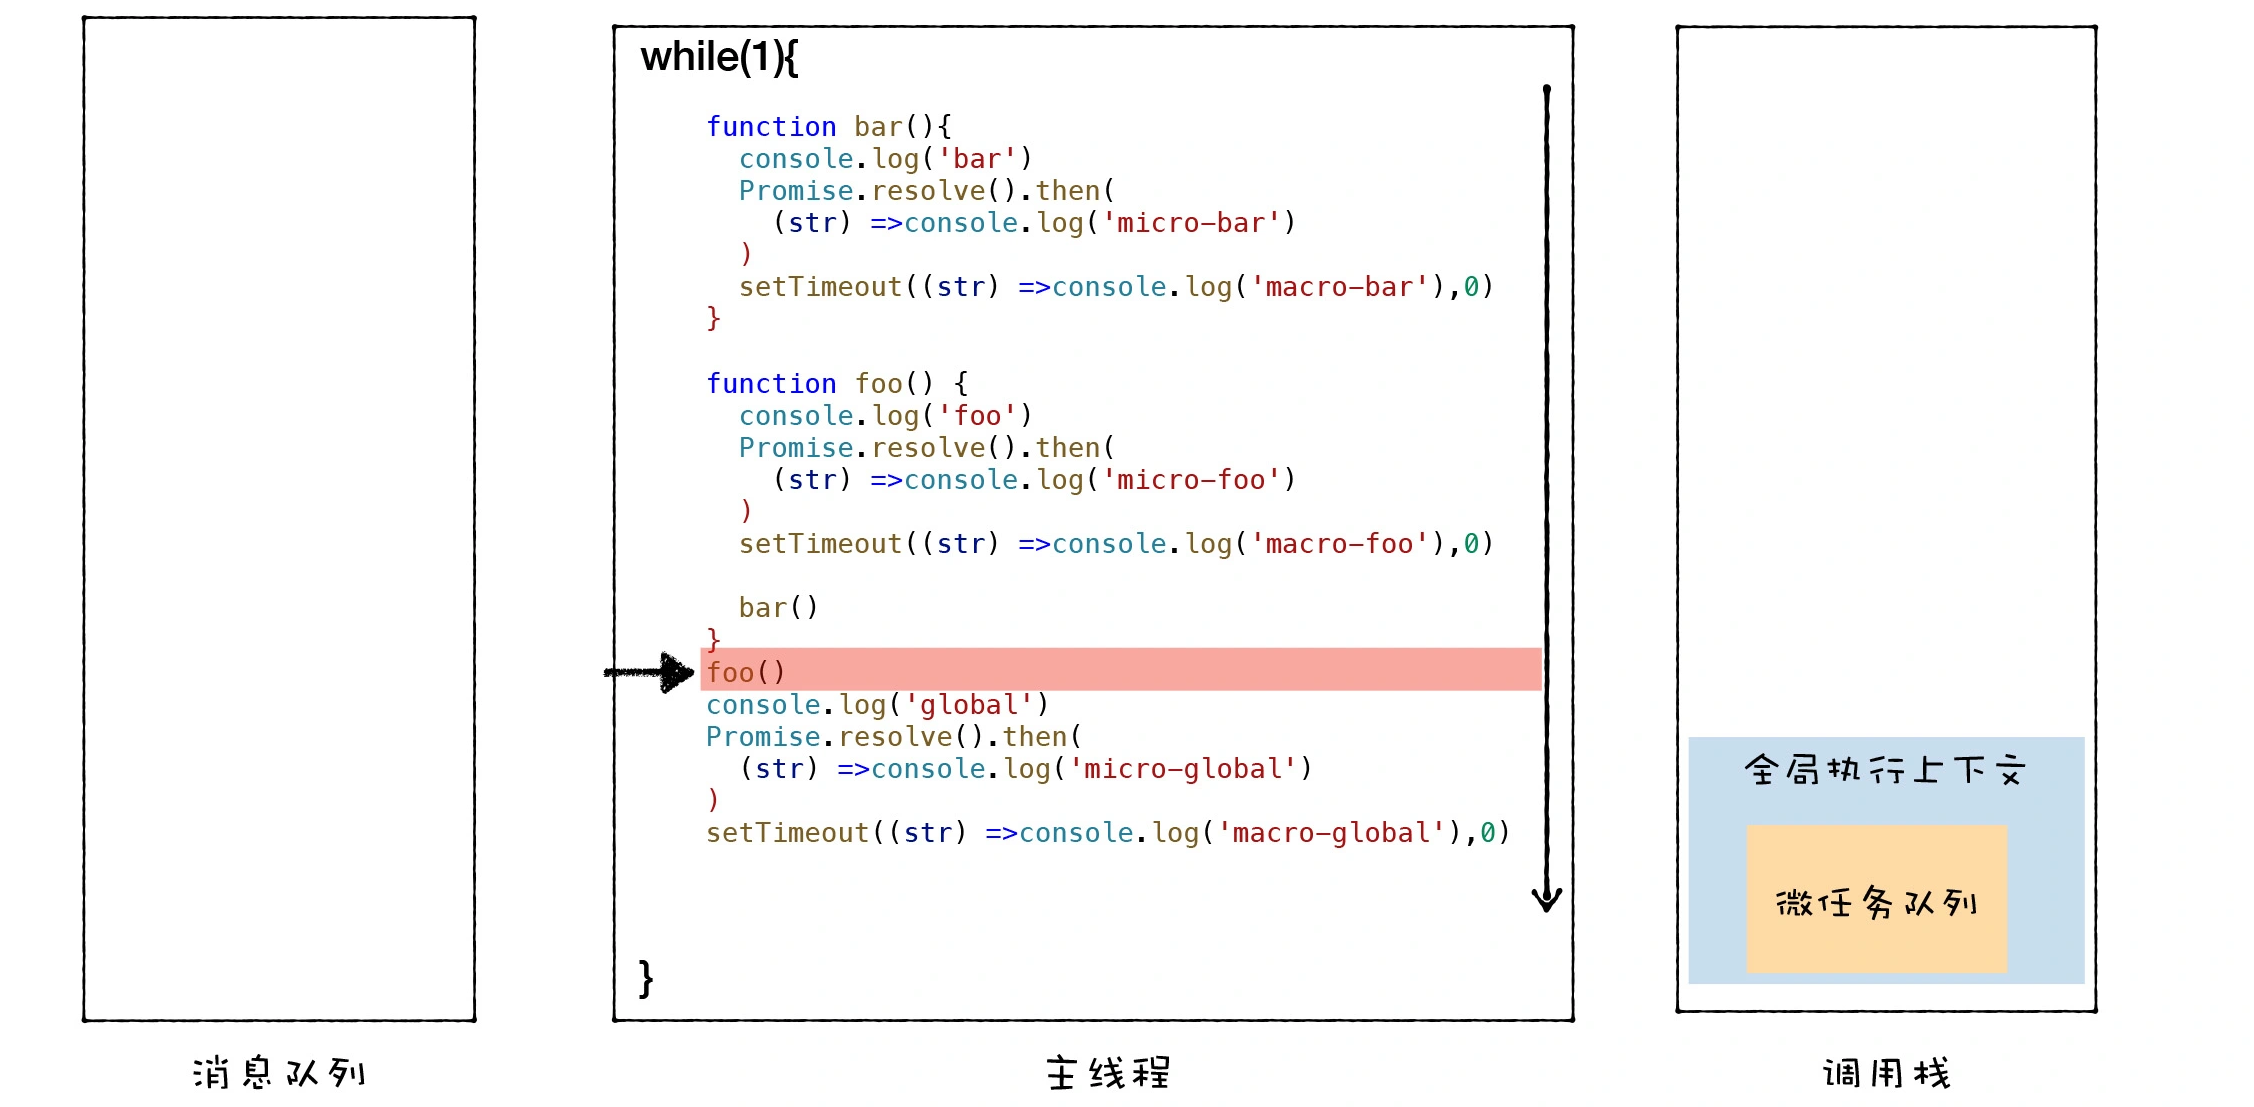 while(1){
function bar(){
console.log('bar')
Promise.resolve().then(
(str) =>console.log('micro-bar')
)
setTimeout((str) =>console.log('macro-bar'),0)
}
function foo() {
console.log('foo')
Promise.resolve().then(
(str) =>console.log('micro-foo')
)
setTimeout((str) =>console.log('macro-foo'),0)
bar()
}
foo()
console.log('global')
Promise.resolve().then(
(str) =>console.log('micro-global')
)
setTimeout((str) =>console.log('macro-global'),0)
}
全局执行上下文
微任务队列
消息队列
主线程
调用栈